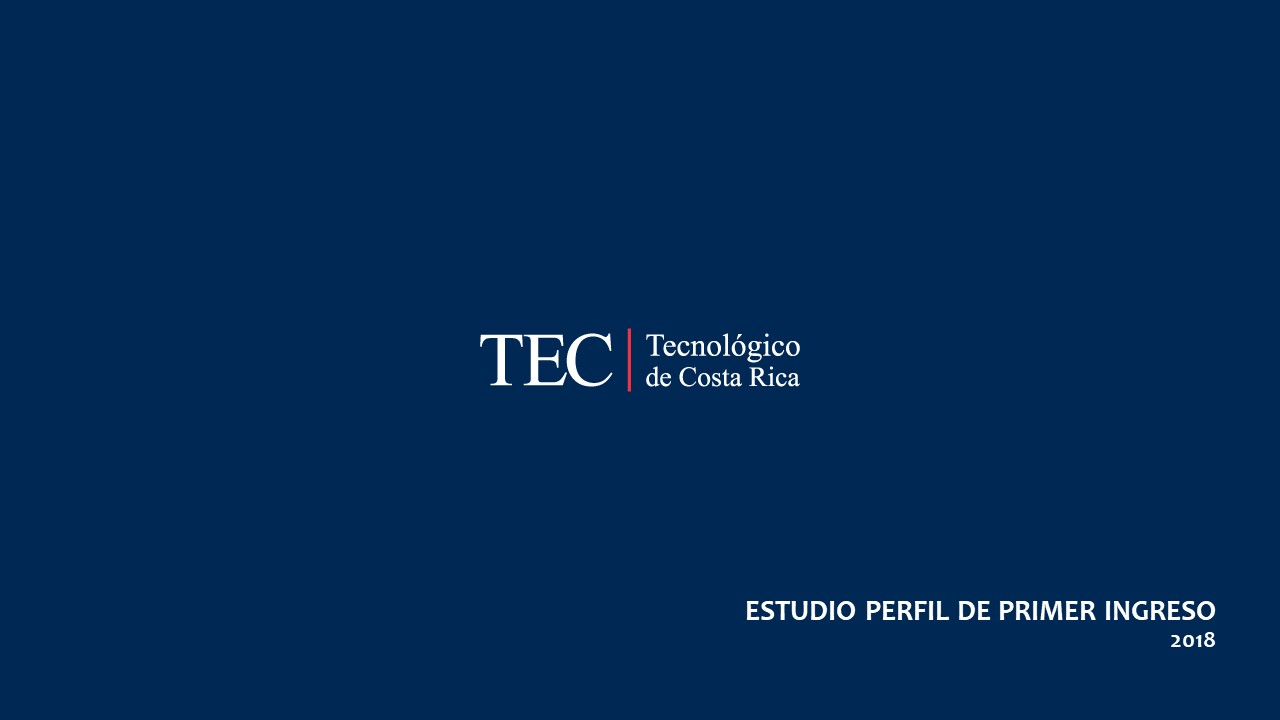 TEC
Tecnológico
de Costa Rica
ESTUDIO PERFIL DE PRIMER INGRESO
2018